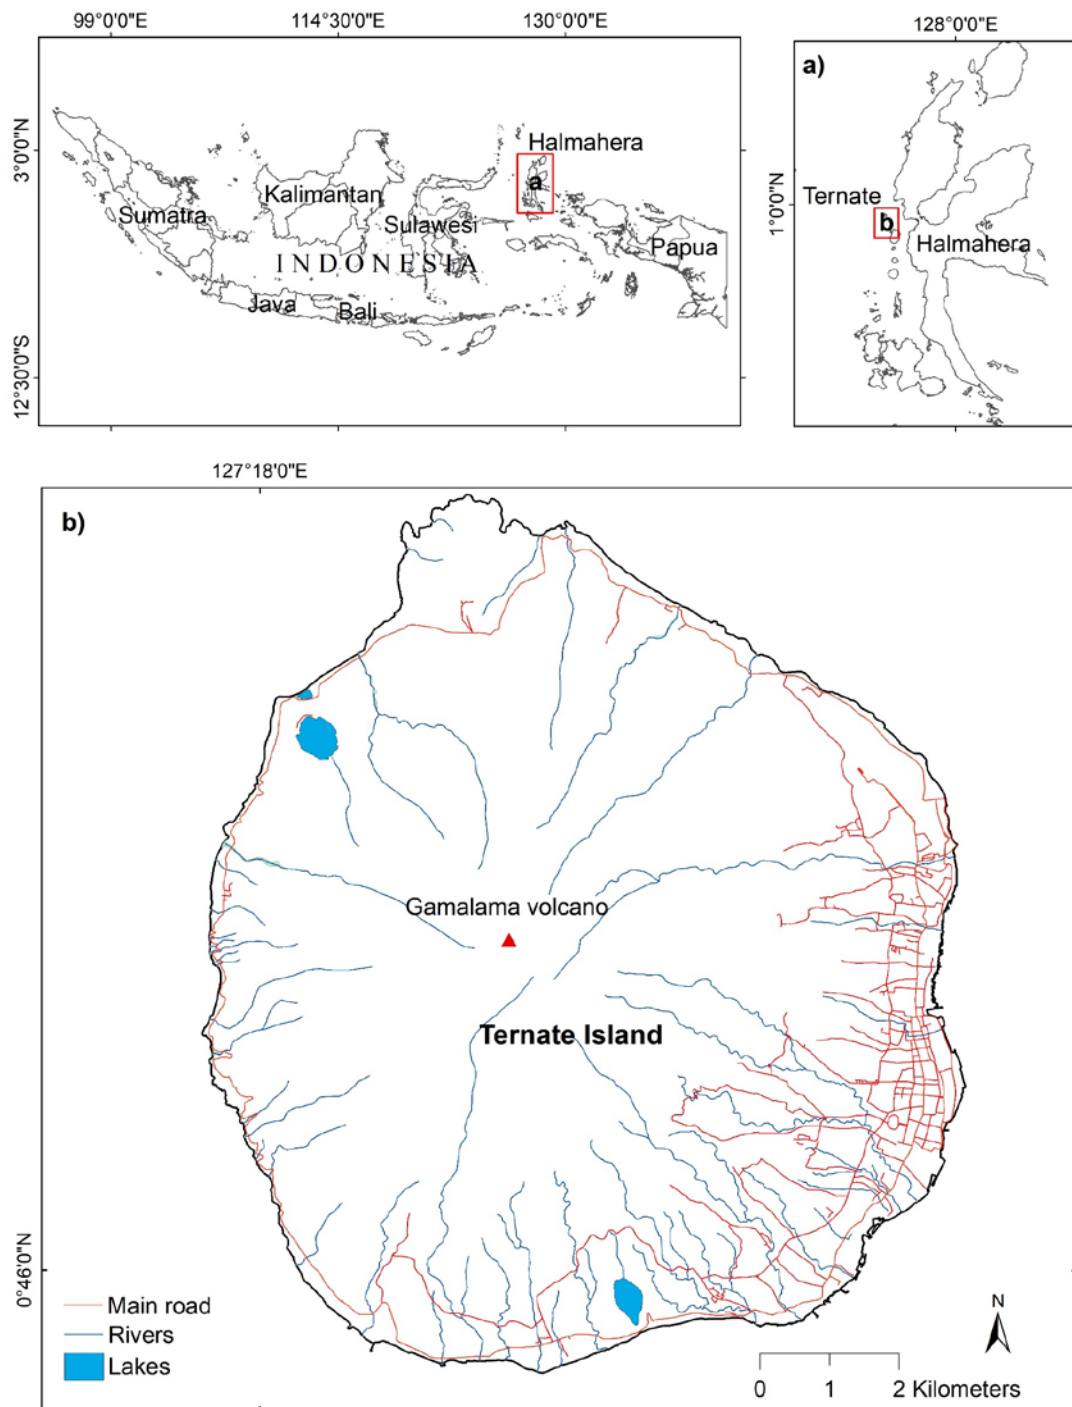 99°0'0"E
114°30'0"E
130°0'0"E
128°0'0"E
3°0'0"N
12°30'0"S
Halmahera
a
Kalimantan
Sumatra
Sulawesi
Papua
INDONESIA
Java
Bali
a)
1°0'0"N
Ternate
b
Halmahera
127°18'0"E
b)
Gamalama volcano
Ternate Island
0°46'0"N
Main road
Rivers
Lakes
N
0 1 2 Kilometers